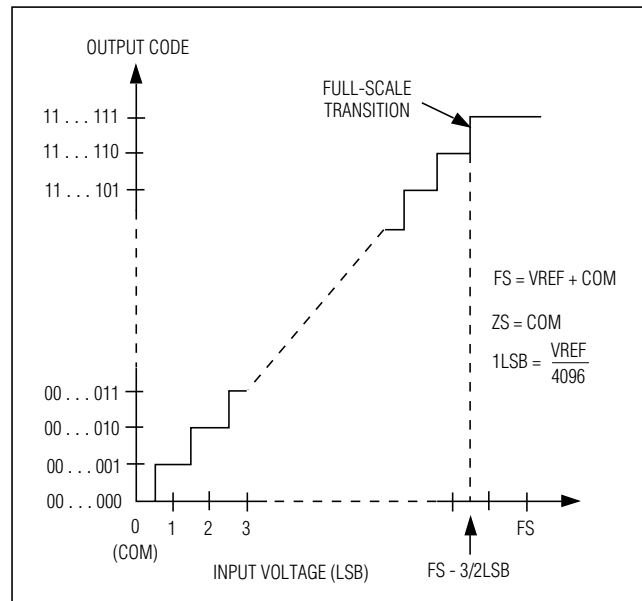 OUTPUT CODE
FULL-SCALE
TRANSITION
11 . . . 111
11 . . . 110
11 . . . 101
FS = VREF + COM
ZS = COM
1LSB = VREF
4096
00 . . . 011
00 . . . 010
00 . . . 001
00 . . . 000
0 1 2 3 FS
(COM)
INPUT VOLTAGE (LSB)
FS - 3/2LSB